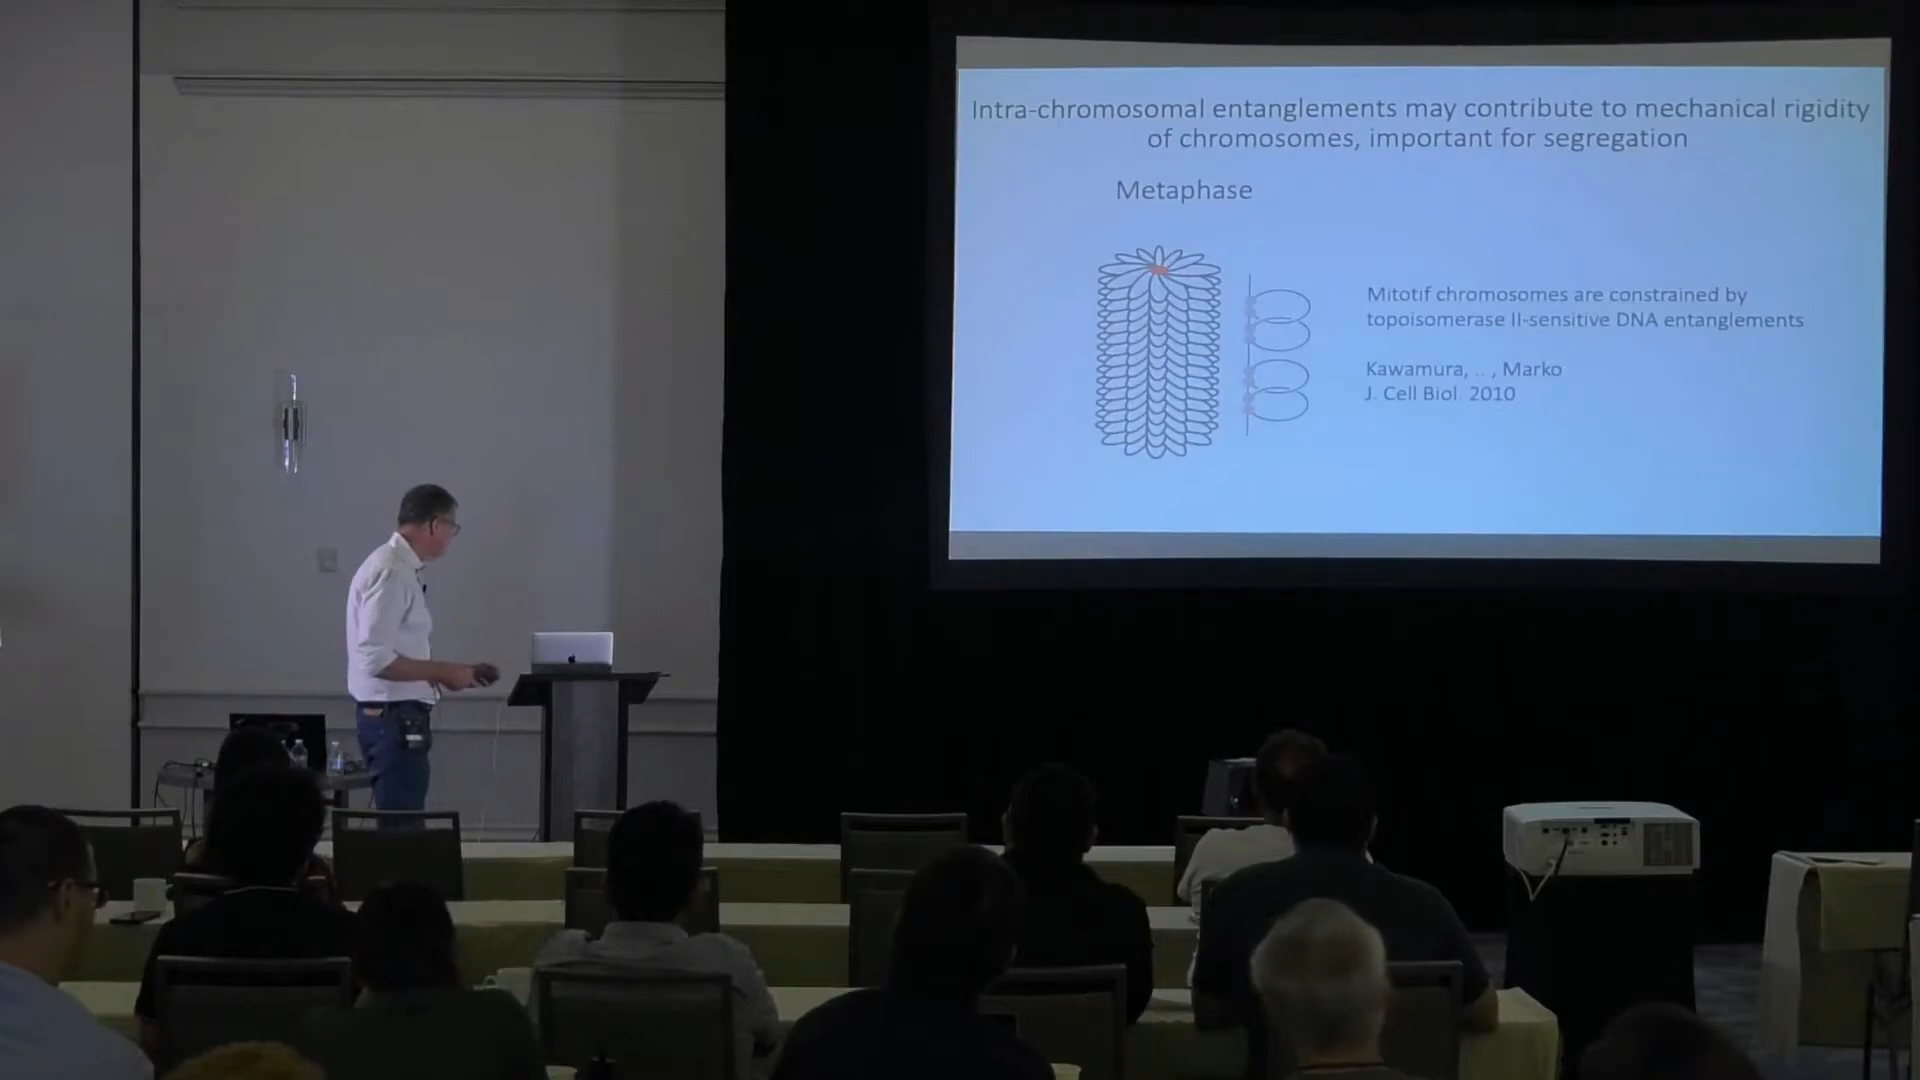 Intra-chromosomal entanglements may contribute to mechanical rigidity
of chromosomes, important for segregation
Metaphase
Mitotif chromosomes are constrained by
topoisomerase II-sensitive DNA entanglements
Kawamura, .. , Marko
J. Cell Biol. 2010